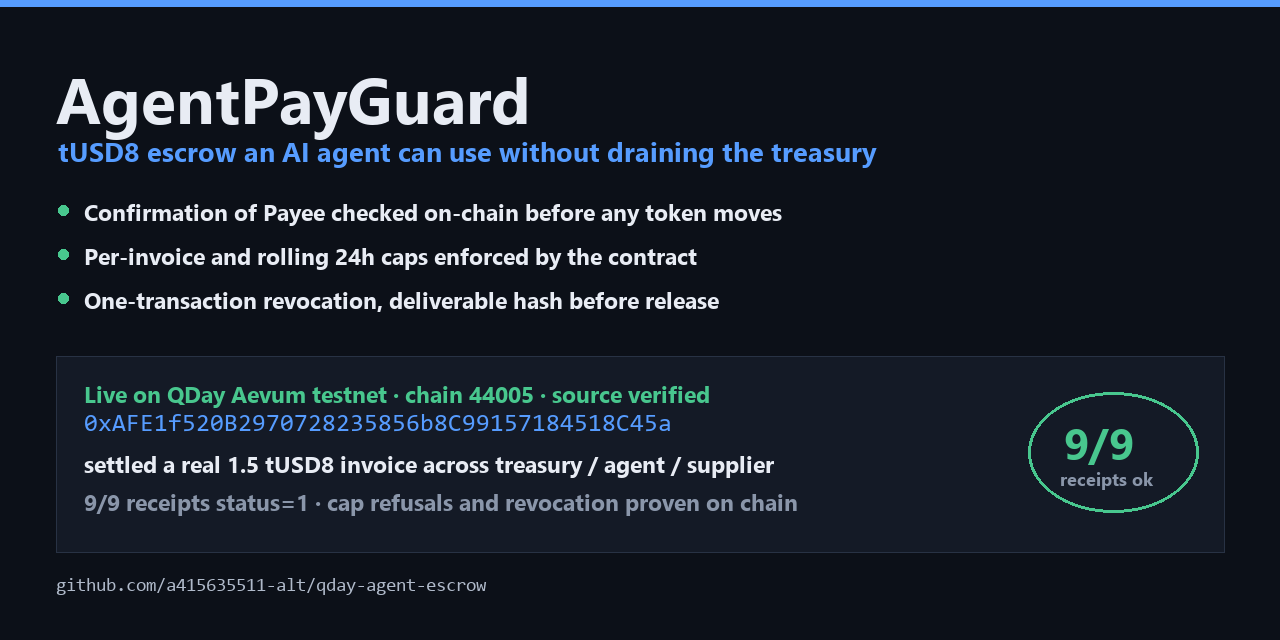 AgentPayGuard
tUSD8 escrow an AI agent can use without draining the treasury
Confirmation of Payee checked on-chain before any token moves
Per-invoice and rolling 24h caps enforced by the contract
One-transaction revocation, deliverable hash before release
Live on QDay Aevum testnet · chain 44005 · source verified
0xAFE1f520B2970728235856b8C99157184518C45a
settled a real 1.5 tUSD8 invoice across treasury / agent / supplier
9/9 receipts status=1 · cap refusals and revocation proven on chain
9/9
receipts ok
github.com/a415635511-alt/qday-agent-escrow